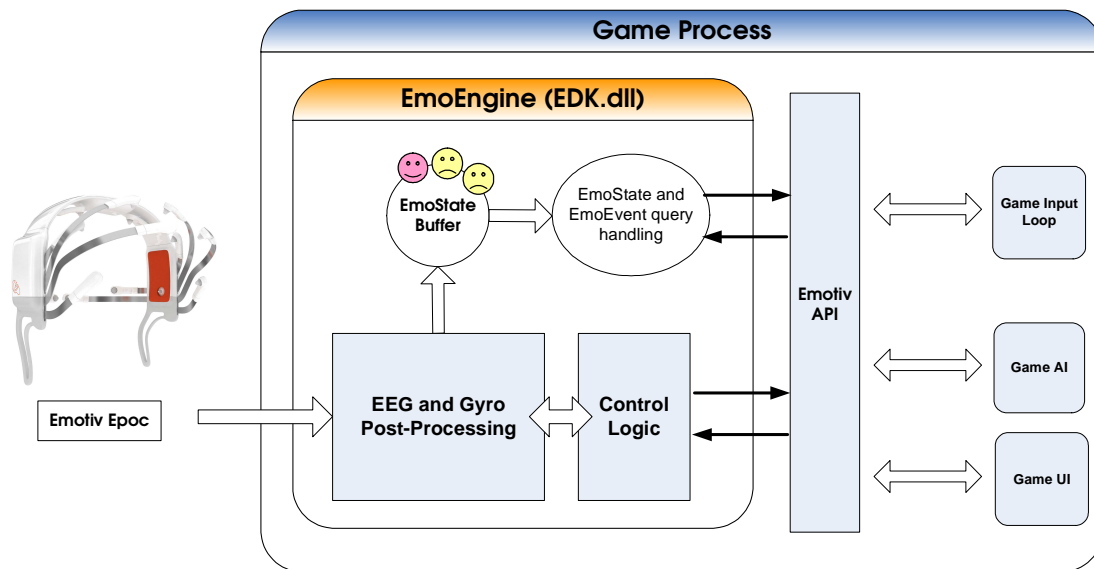 Game Process
EmoEngine (EDK.dll)
EmoState
Buffer
EmoState and
EmoEvent query
handling
Game Input
Loop
Emotiv
API
EEG and Gyro
Post-Processing
Control
Logic
Game AI
Emotiv Epoc
Game UI